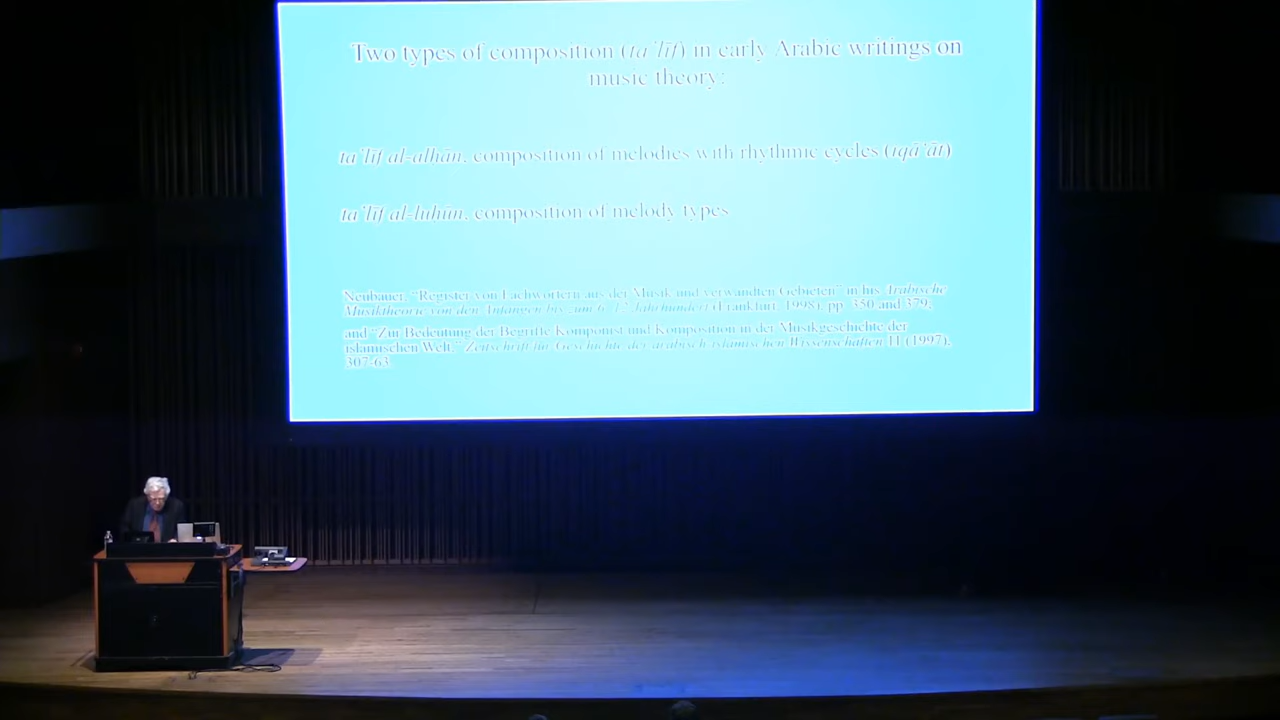 Two types of composition (ta’līf) in early Arabic writings on
music theory:
ta’līf al-alhān, composition of melodies with rhythmic cycles (īqā‘āt)
ta’līf al-luhūn, composition of melody types
Neubauer, “Register von Fachwörtern aus der Musik und verwandten Gebieten” in his Arabische
Musiktheorie von den Anfängen bis zum 6./12. Jahrhundert (Frankfurt, 1998), pp. 350 and 379;
and “Zur Bedeutung der Begriffe Komponist und Komposition in der Musikgeschichte der
islamischen Welt,” Zeitschrift für Geschichte der arabisch-islamischen Wissenschaften 11 (1997),
307-63.